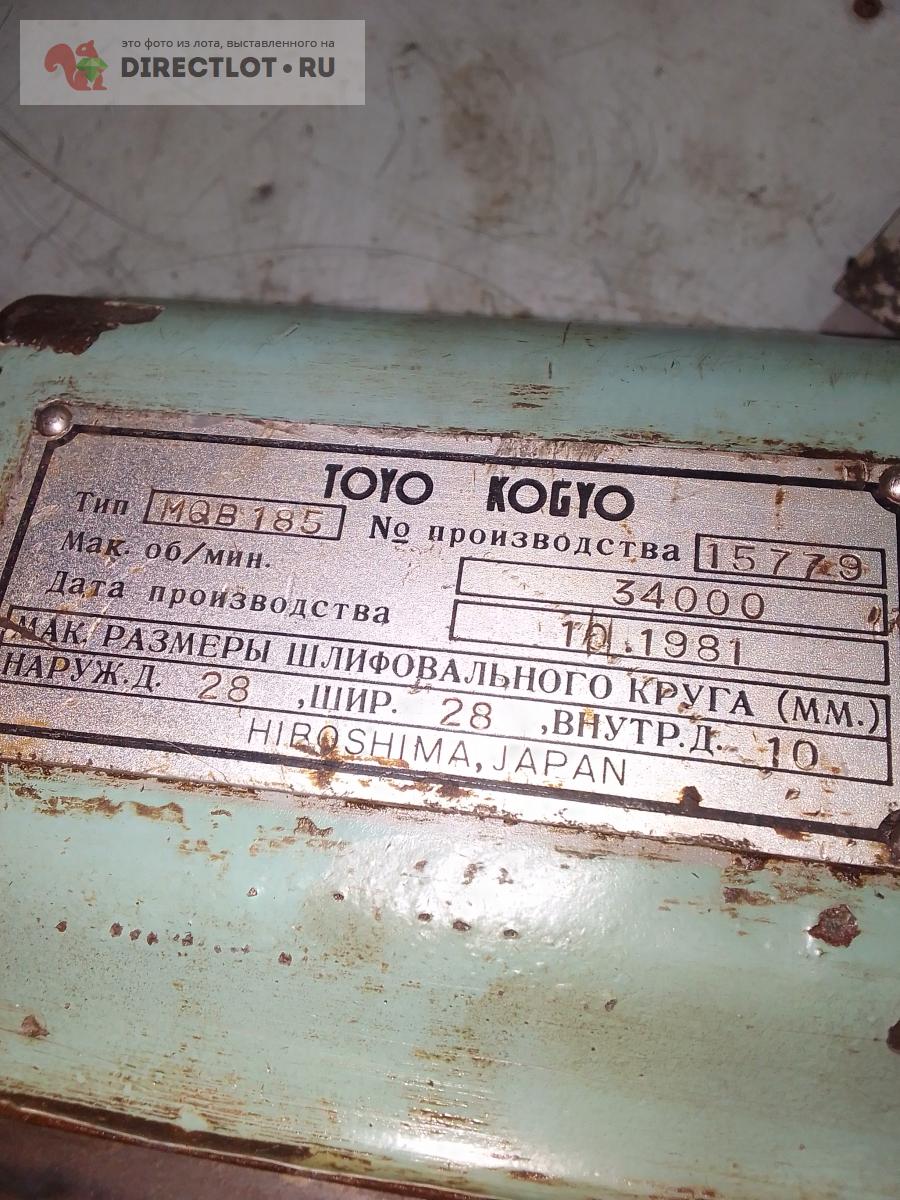 это фото из лота, выставленного на
DIRECTLOT•RU
TOYO KOGYO
Тип MQB185 № производства 15779
Мак. об/мин. 34000
Дата производства 10.1981
МАК. РАЗМЕРЫ ШЛИФОВАЛЬНОГО КРУГА (ММ.)
НАРУЖ.Д. 28 ,ШИР. 28 ,ВНУТР.Д. 10
HIROSHIMA, JAPAN